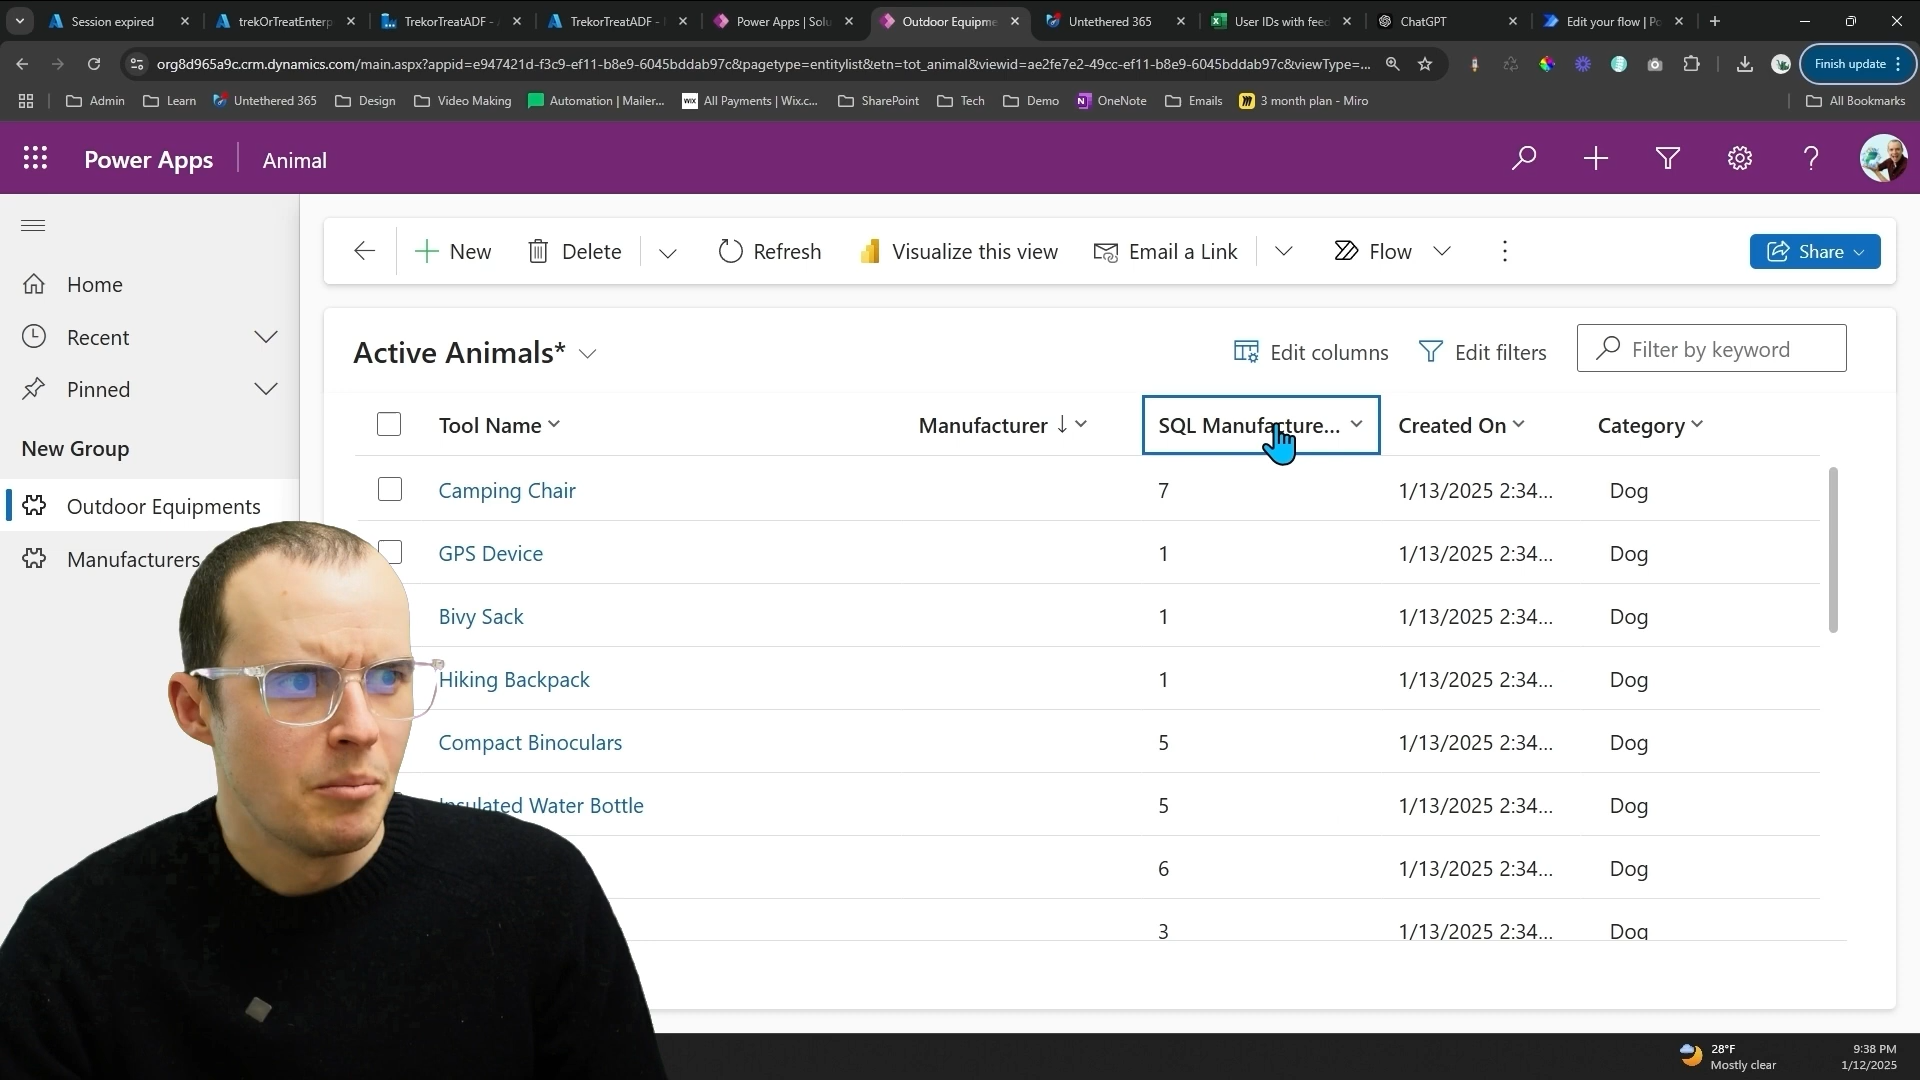 Session expired
trekOrTreatEnterp
TrekorTreatADF -
TrekorTreatADF -
Power Apps | Solu
Outdoor Equipme
Untethered 365
User IDs with feed
ChatGPT
Edit your flow | Po
org8d965a9c.crm.dynamics.com/main.aspx?appid=e947421d-f3c9-ef11-b8e9-6045bddab97c&pagetype=entitylist&etn=tot_animal&viewid=ae2fe7e2-49cc-ef11-b8e9-6045bddab97c&viewType=...
Finish update
Admin
Learn
Untethered 365
Design
Video Making
Automation | Mailer...
WIX All Payments | Wix.c...
SharePoint
Tech
Demo
OneNote
Emails
3 month plan - Miro
All Bookmarks
Power Apps
Animal
Home
Recent
Pinned
New Group
Outdoor Equipments
Manufacturers
New
Delete
Refresh
Visualize this view
Email a Link
Flow
Share
Active Animals*
Edit columns
Edit filters
Filter by keyword
Tool Name Manufacturer SQL Manufacture... Created On Category
Camping Chair 7 1/13/2025 2:34... Dog
GPS Device 1 1/13/2025 2:34... Dog
Bivy Sack 1 1/13/2025 2:34... Dog
Hiking Backpack 1 1/13/2025 2:34... Dog
Compact Binoculars 5 1/13/2025 2:34... Dog
Insulated Water Bottle 5 1/13/2025 2:34... Dog
6 1/13/2025 2:34... Dog
3 1/13/2025 2:34... Dog
28°F
Mostly clear
9:38 PM
1/12/2025